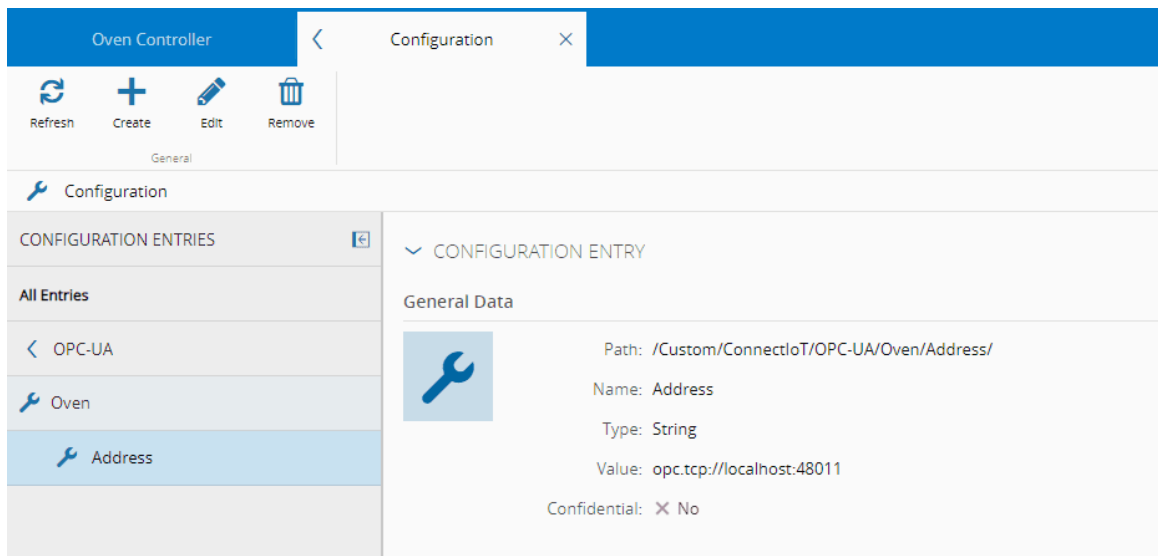 Oven Controller
Configuration
Refresh Create Edit Remove
General
Configuration
CONFIGURATION ENTRIES
All Entries
OPC-UA
Oven
Address
CONFIGURATION ENTRY
General Data
Path: /Custom/ConnectIoT/OPC-UA/Oven/Address/
Name: Address
Type: String
Value: opc.tcp://localhost:48011
Confidential: No